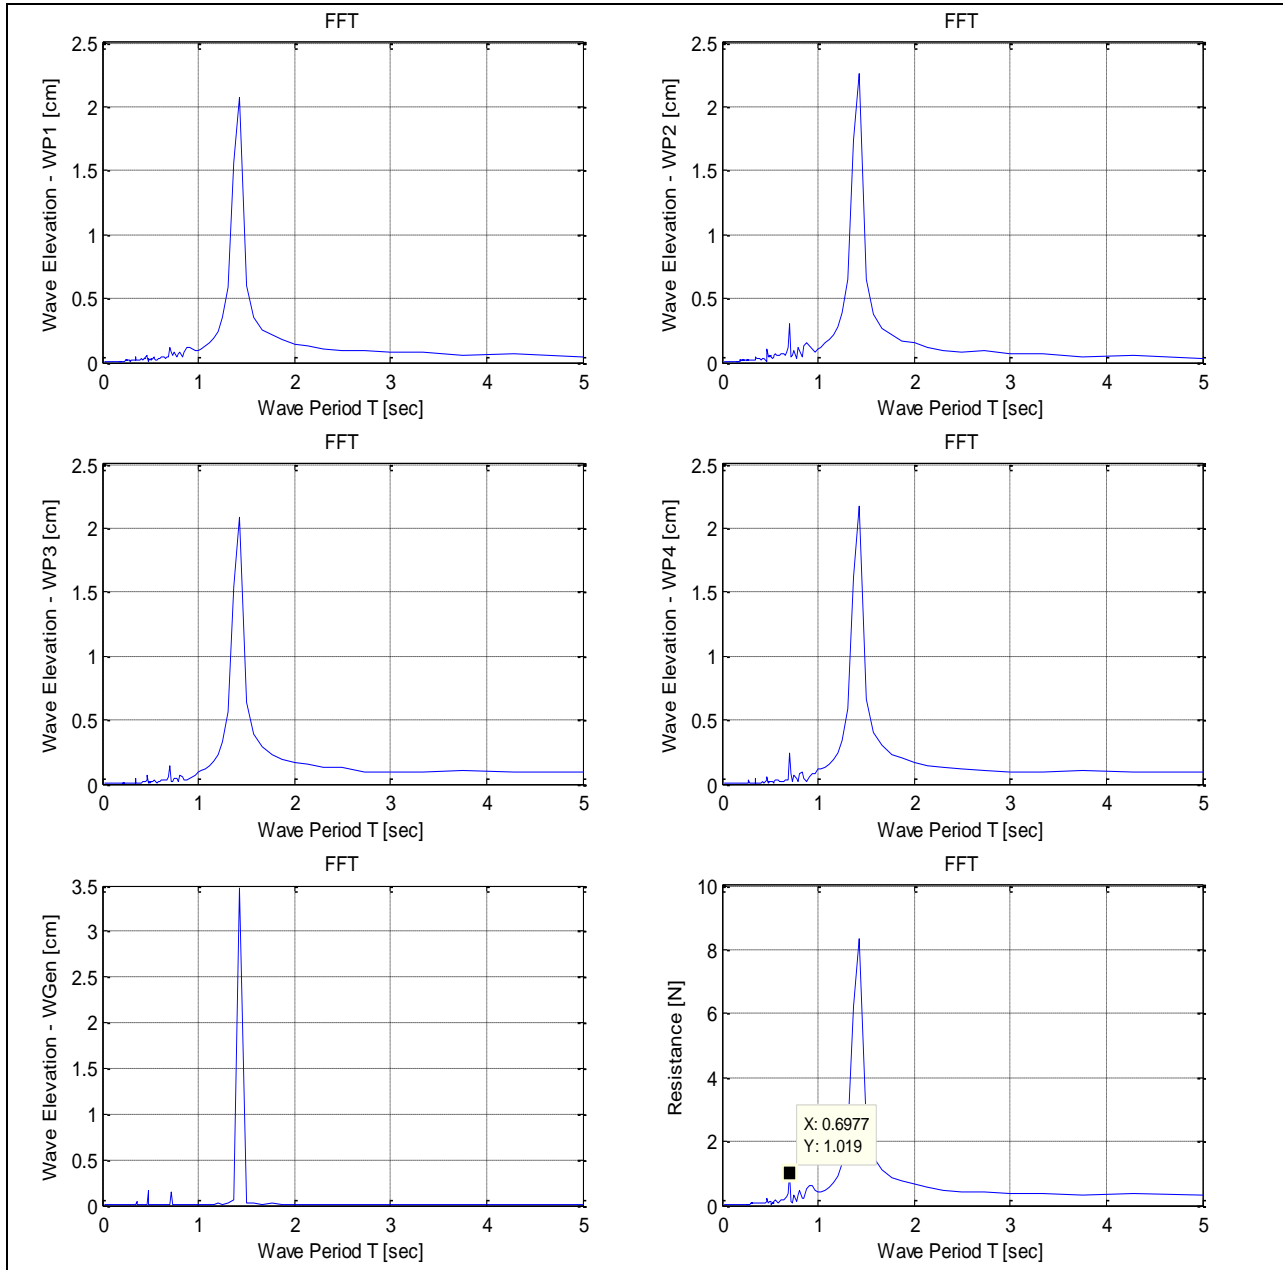 FFT
Wave Elevation - WP1 [cm]
2.5
2
1.5
1
0.5
0
0 1 2 3 4 5
Wave Period T [sec]
FFT
Wave Elevation - WP2 [cm]
2.5
2
1.5
1
0.5
0
0 1 2 3 4 5
Wave Period T [sec]
FFT
Wave Elevation - WP3 [cm]
2.5
2
1.5
1
0.5
0
0 1 2 3 4 5
Wave Period T [sec]
FFT
Wave Elevation - WP4 [cm]
2.5
2
1.5
1
0.5
0
0 1 2 3 4 5
Wave Period T [sec]
FFT
Wave Elevation - WGen [cm]
3.5
3
2.5
2
1.5
1
0.5
0
0 1 2 3 4 5
Wave Period T [sec]
FFT
Resistance [N]
10
8
6
4
2
0
X: 0.6977
Y: 1.019
0 1 2 3 4 5
Wave Period T [sec]